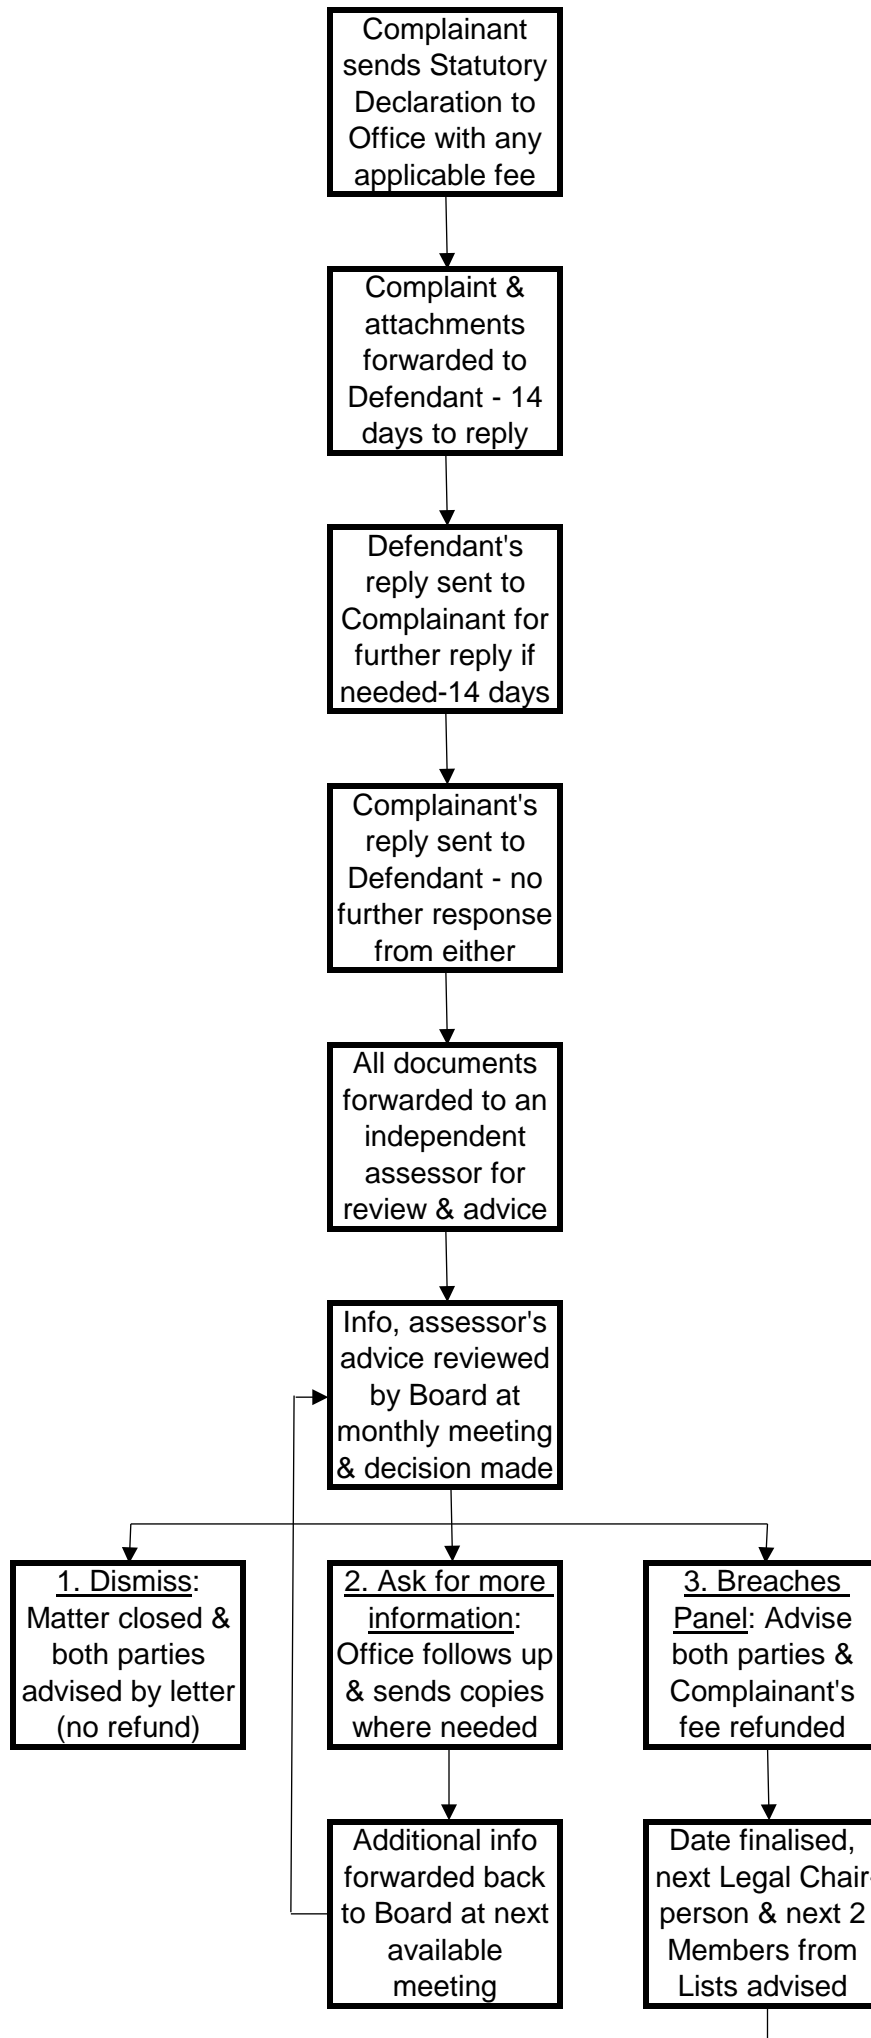 Complainant
sends Statutory
Declaration to
Office with any
applicable fee
Complaint &
attachments
forwarded to
Defendant - 14
days to reply
Defendant's
reply sent to
Complainant for
further reply if
needed-14 days
Complainant's
reply sent to
Defendant - no
further response
from either
All documents
forwarded to an
independent
assessor for
review & advice
Info, assessor's
advice reviewed
by Board at
monthly meeting
& decision made
1. Dismiss:
Matter closed &
both parties
advised by letter
(no refund)
2. Ask for more
information:
Office follows up
& sends copies
where needed
3. Breaches
Panel: Advise
both parties &
Complainant's
fee refunded
Additional info
forwarded back
to Board at next
available
meeting
Date finalised,
next Legal Chair-
person & next 2
Members from
Lists advised